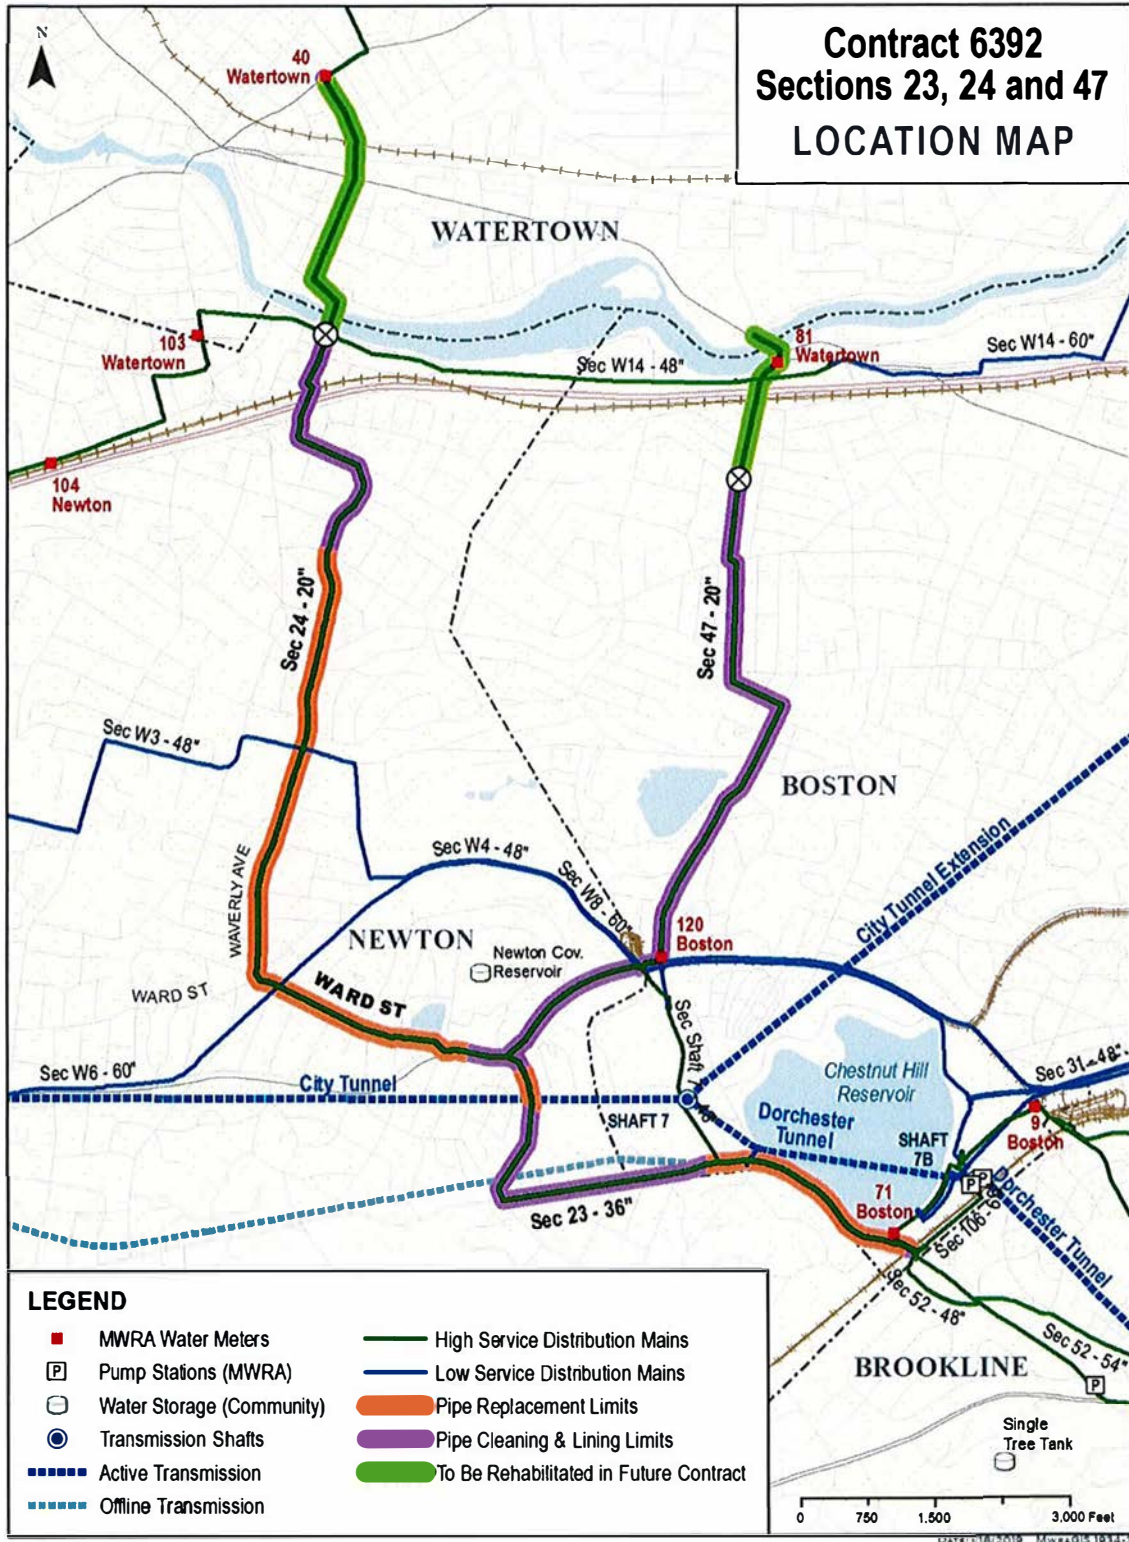 Contract 6392
Sections 23, 24 and 47
LOCATION MAP
N
40
Watertown
WATERTOWN
103
Watertown
81
Watertown
Sec W14 - 60"
Sec W14 - 48"
104
Newton
Sec 24 - 20"
Sec 47 - 20"
Sec W3 - 48"
BOSTON
City Tunnel Extension
Sec W4 - 48"
Sec W8 - 60"
WAVERLY AVE
120
Boston
NEWTON
Newton Cov.
Reservoir
WARD ST
WARD ST
Sec Shaft 7
Sec W6 - 60"
City Tunnel
SHAFT 7
Chestnut Hill
Reservoir
Sec 31 - 48"
Dorchester
Tunnel
SHAFT
7B
9
Boston
P
P
71
Boston
Sec 23 - 36"
Dorchester Tunnel
Sec 52 - 48"
Sec 52 - 54"
BROOKLINE
P
Single
Tree Tank
LEGEND
MWRA Water Meters
P
Pump Stations (MWRA)
Water Storage (Community)
Transmission Shafts
Active Transmission
Offline Transmission
High Service Distribution Mains
Low Service Distribution Mains
Pipe Replacement Limits
Pipe Cleaning & Lining Limits
To Be Rehabilitated in Future Contract
0
750
1,500
3,000 Feet